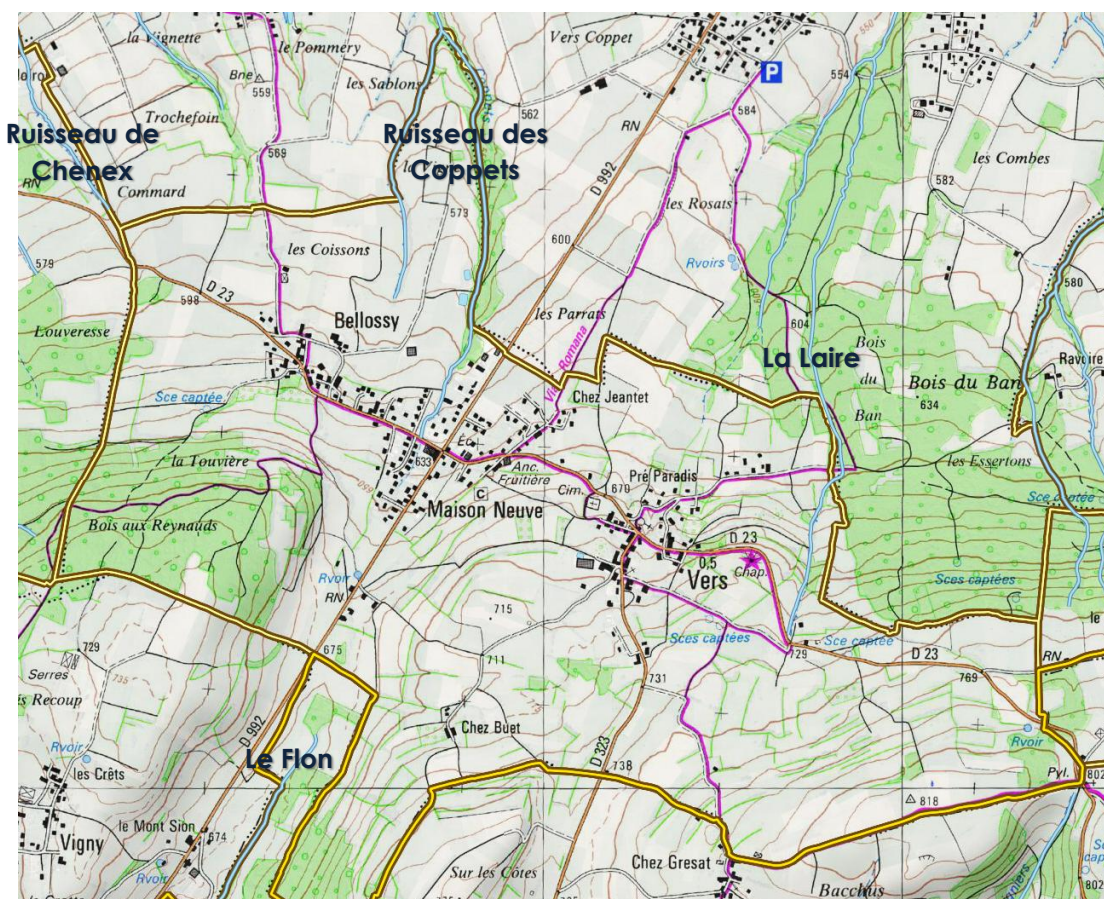 la Vignette
le Pommery
Vers Coppet
P
550
Bne
559
les Sablons
562
RN
584
554
Trochefoin
Ruisseau de
Chenex
Ruisseau des
Coppets
RN
Commard
569
D 992
les Combes
582
573
les Rosats
les Coissons
600
579
D 23
598
Rvoirs
604
580
Louveresse
les Parrats
Bellossy
Via Romana
La Laire
Bois
du
Ban
Bois du Ban
634
Sce captée
Chez Jeantet
la Touvière
633
Ec.
Anc.
Fruitière
les Essertons
Cim.
670
Pré Paradis
C
Maison Neuve
Sce captée
Bois aux Reynauds
D 23
0,5
Vers
Chap.
Rvoir
RN
715
Sces captées
Sces captées
Sce captée
729
675
711
D 23
729
Serres
735
731
769
RN
D 992
Chez Buet
Rvoir
Le Flon
D 323
738
Rvoir
les Crêts
Pyl.
802
818
le Mont Sion
674
Vigny
Chez Gresat
Rvoir
Sur les Côtes
Bacchus
802